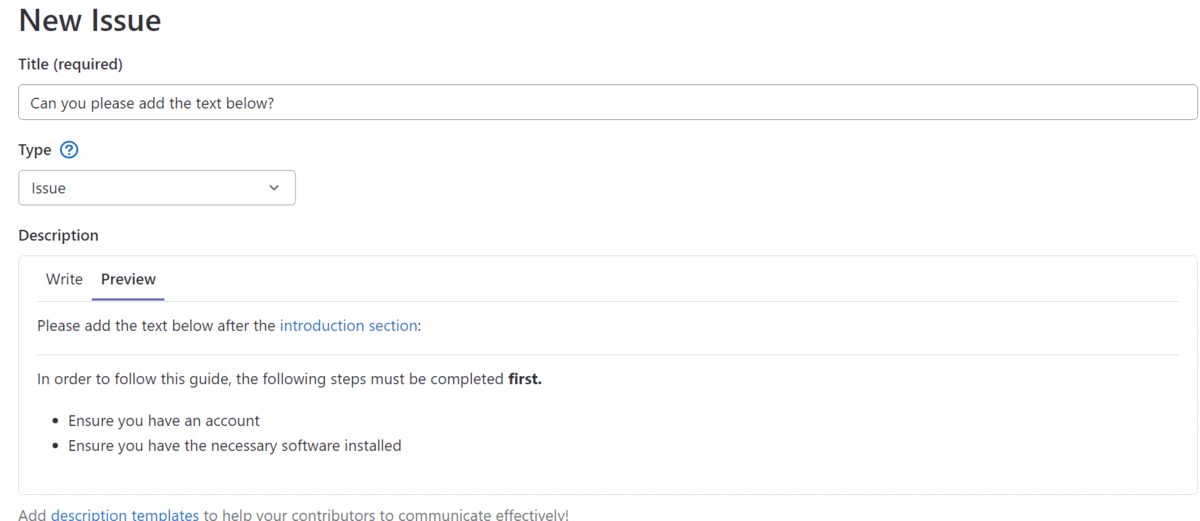 New Issue
Title (required)
Can you please add the text below?
Type ?
Issue
Description
Write Preview
Please add the text below after the introduction section:
In order to follow this guide, the following steps must be completed first.
• Ensure you have an account
• Ensure you have the necessary software installed
Add description templates to help your contributors to communicate effectively!